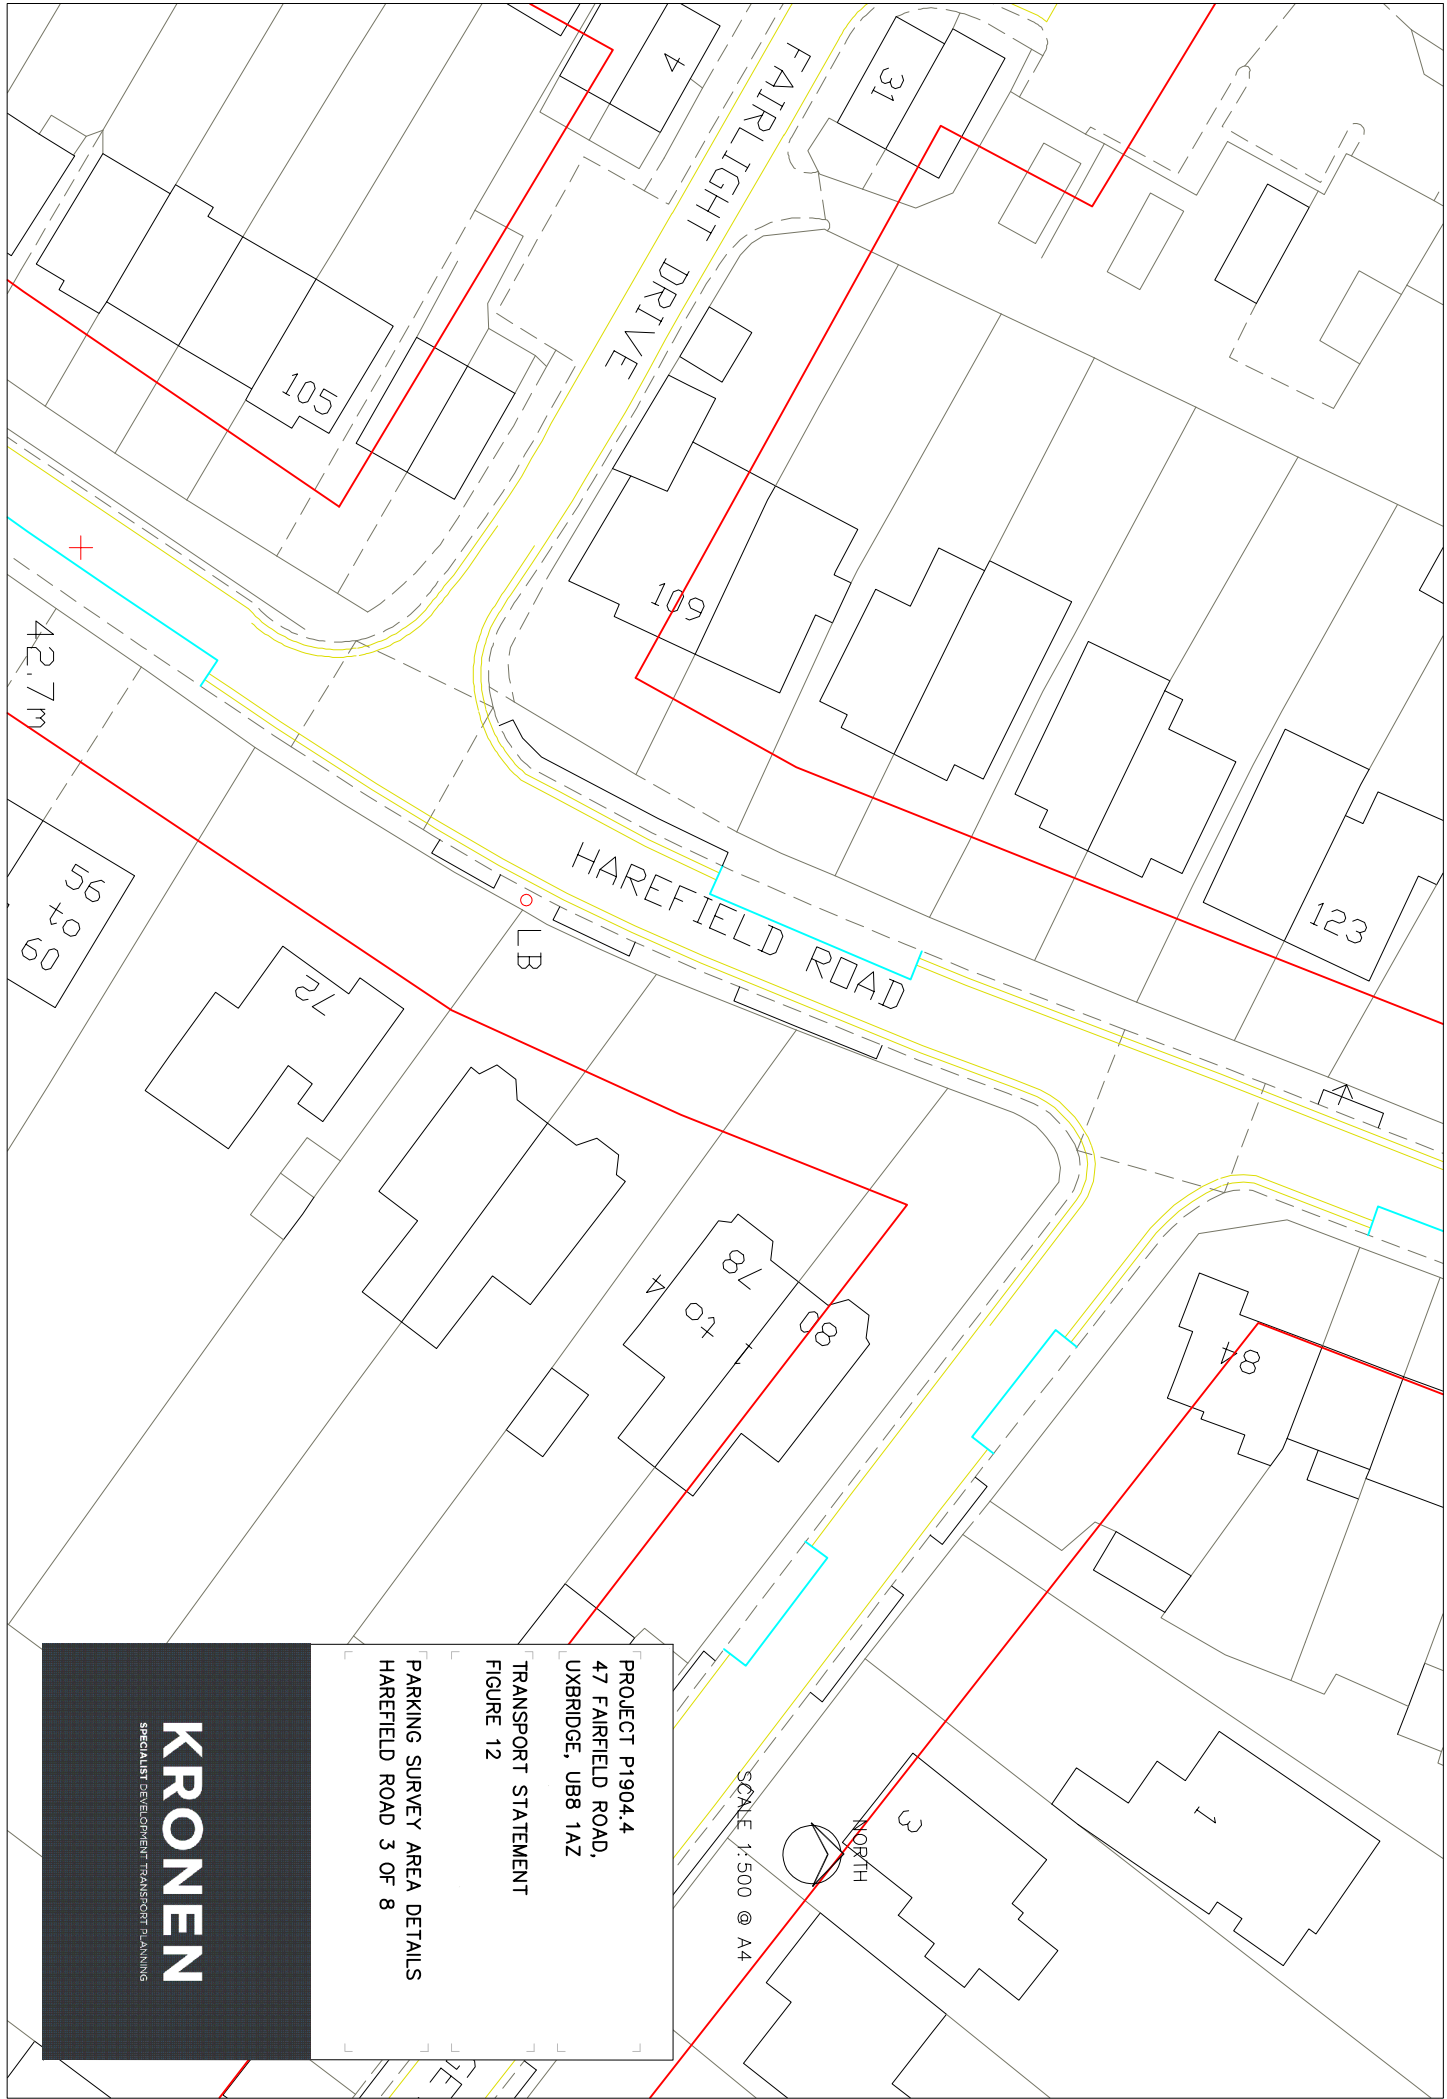 4
31
FAIRLIGHT DRIVE
105
109
42.7m
HAREFIELD ROAD
123
56
to
60
LB
72
78
80
to
4
84
1
3
NORTH
SCALE 1:500 @ A4
PROJECT P1904.4
47 FAIRFIELD ROAD,
UXBRIDGE, UB8 1AZ
TRANSPORT STATEMENT
FIGURE 12
PARKING SURVEY AREA DETAILS
HAREFIELD ROAD 3 OF 8
KRONEN
SPECIALIST DEVELOPMENT TRANSPORT PLANNING